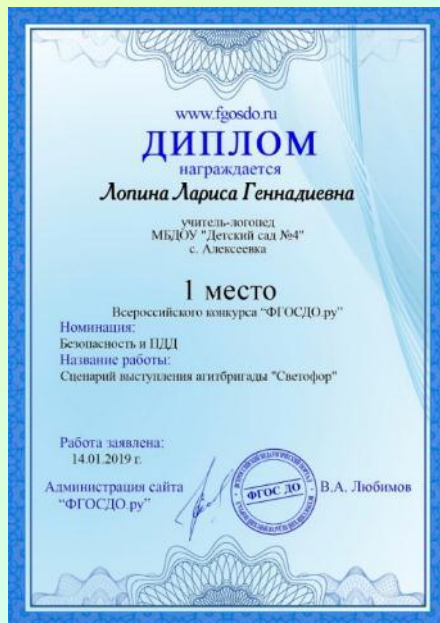 www.fgosdo.ru
ДИПЛОМ
награждается
Лопина Лариса Геннадиевна
учитель-логопед
МБДОУ "Детский сад №4"
с. Алексеевка
1 место
Всероссийского конкурса "ФГОСДО.ру"
Номинация:
Безопасность и ПДД
Название работы:
Сценарий выступления агитбригады "Светофор"
Работа заявлена:
14.01.2019 г.
Администрация сайта
"ФГОСДО.ру"
ФГОС ДО
В.А. Любимов